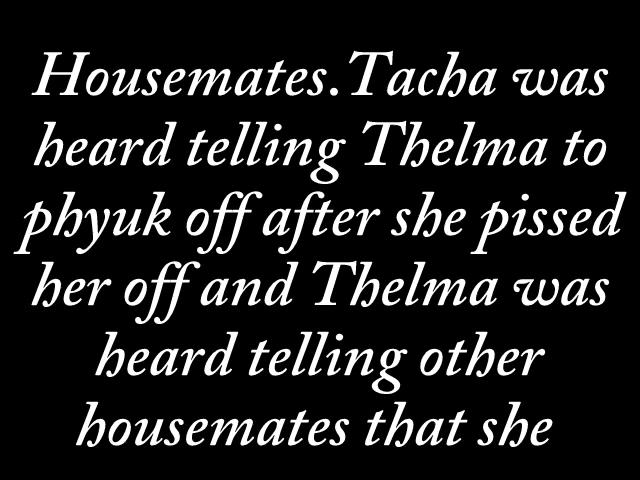 Housemates.Tacha was
heard telling Thelma to
phyuk off after she pissed
her off and Thelma was
heard telling other
housemates that she